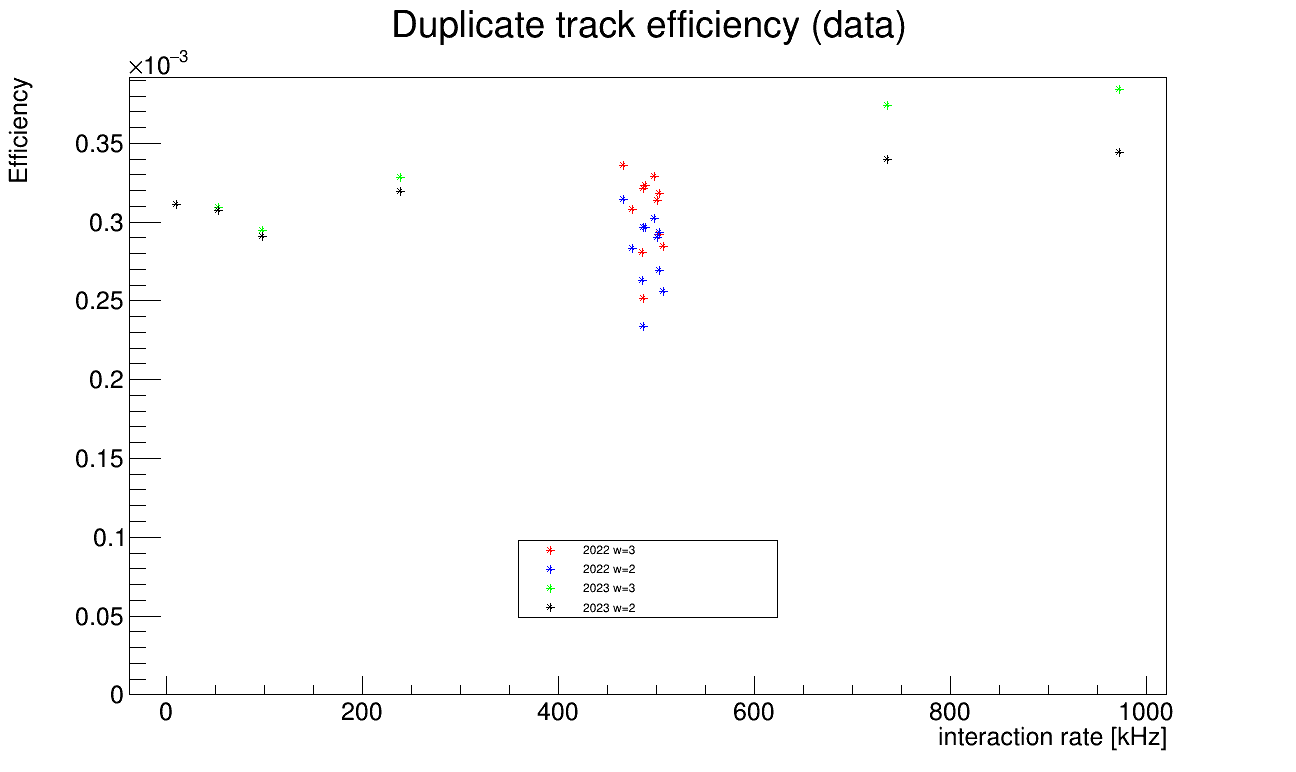 Duplicate track efficiency (data)
×10⁻³
Efficiency
0.35
0.3
0.25
0.2
0.15
0.1
0.05
0
2022 w=3
2022 w=2
2023 w=3
2023 w=2
0 200 400 600 800 1000
interaction rate [kHz]